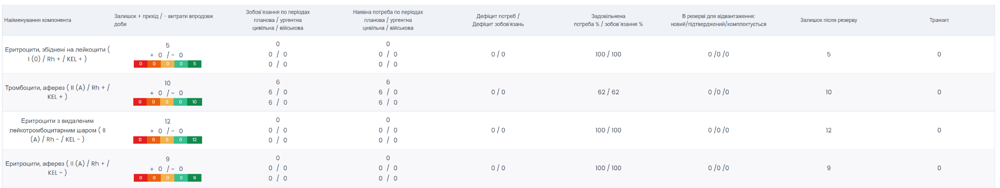 Найменування компонента
Залишок + прихід / - витрати впродовж
доби
Зобов`язання по періодах
планова / ургентна
цивільна / військова
Наявна потреба по періодах
планова / ургентна
цивільна / військова
Дефіцит потреб /
Дефіцит зобов'язань
Задовільнена
потреба % / зобов`язання %
В резерві для відвантаження:
новий/підтверджений/комплектується
Залишок після резерву
Транзит
Еритроцити, збіднені на лейкоцити (
I (0) / Rh + / KEL + )
5
+ 0 / - 0
0 0 0 0 5
0
0 / 0
0 / 0
0
0 / 0
0 / 0
0 / 0
100 / 100
0 /0 /0
5
0
Тромбоцити, аферез ( II (A) / Rh + /
KEL + )
10
+ 0 / - 0
0 0 0 0 10
6
6 / 0
6 / 0
6
6 / 0
6 / 0
0 / 0
62 / 62
0 /0 /0
10
0
Еритроцити з видаленим
лейкотромбоцитарним шаром ( II
(A) / Rh - / KEL - )
12
+ 0 / - 0
0 0 0 0 12
0
0 / 0
0 / 0
0
0 / 0
0 / 0
0 / 0
100 / 100
0 /0 /0
12
0
Еритроцити, аферез ( II (A) / Rh + /
KEL - )
9
+ 0 / - 0
0 0 0 0 9
0
0 / 0
0 / 0
0
0 / 0
0 / 0
0 / 0
100 / 100
0 /0 /0
9
0